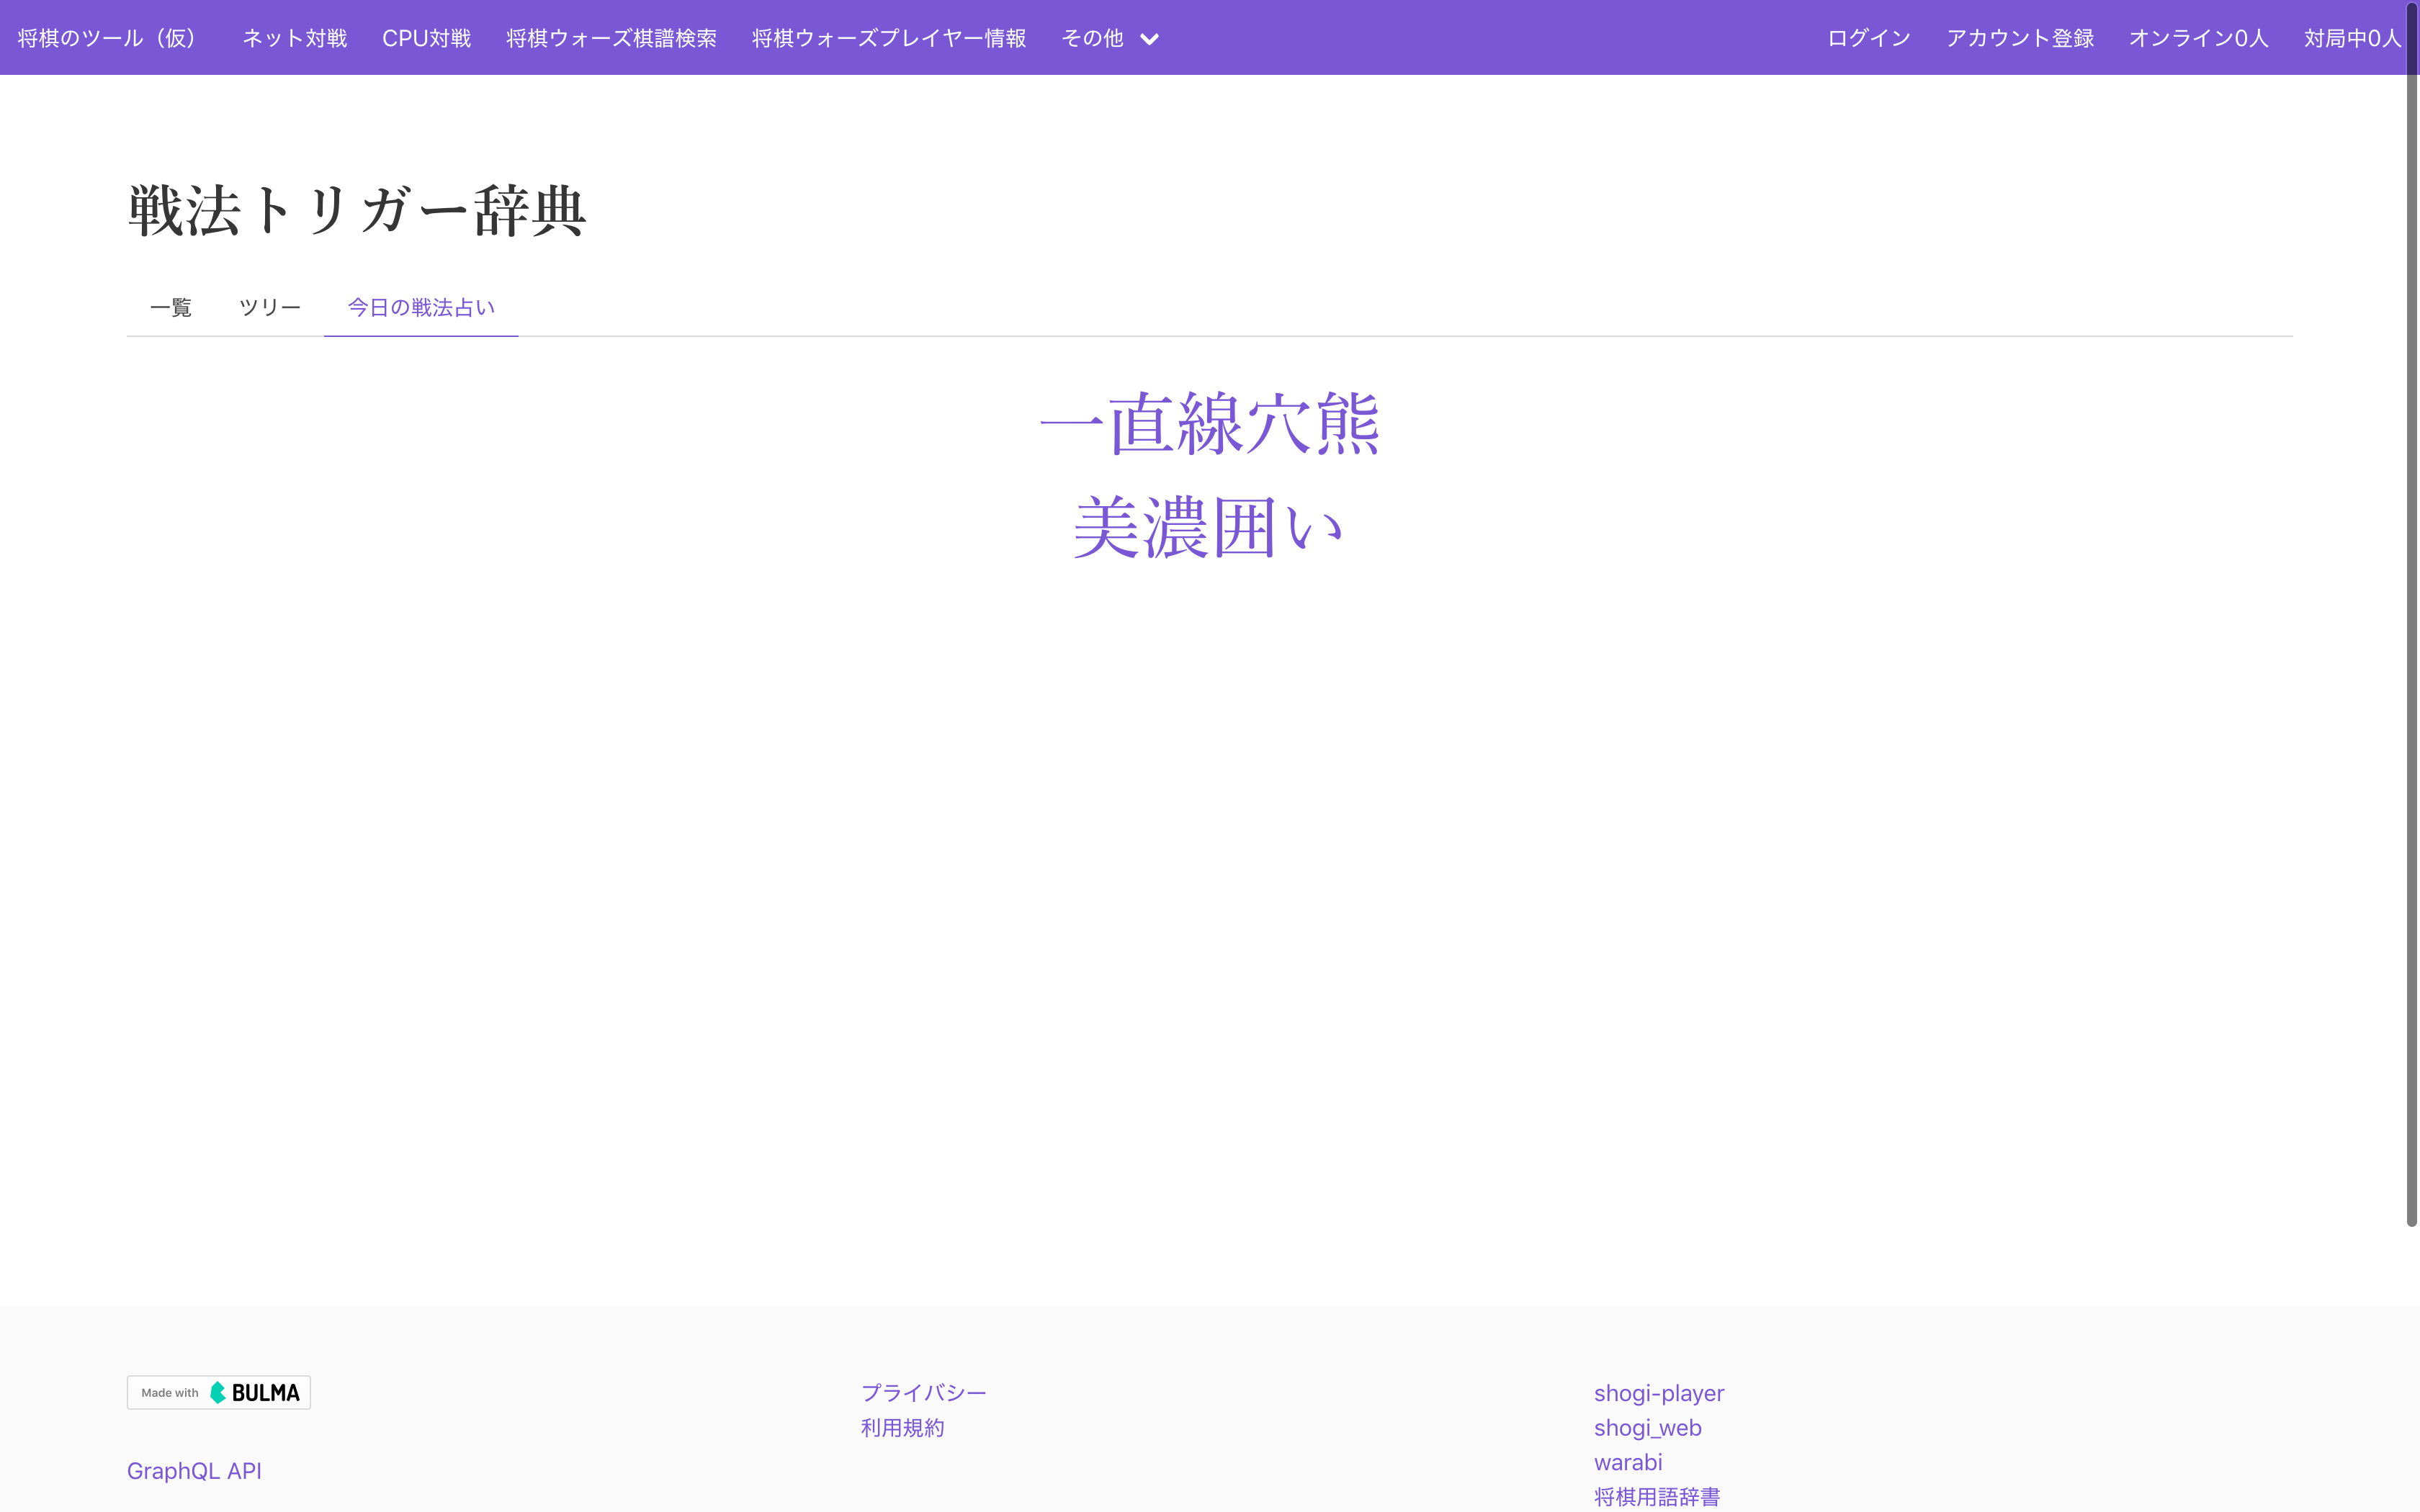 将棋のツール（仮） ネット対戦 CPU対戦 将棋ウォーズ棋譜検索 将棋ウォーズプレイヤー情報 その他 ログイン アカウント登録 オンライン0人 対局中0人
戦法トリガー辞典
一覧 ツリー 今日の戦法占い
一直線穴熊
美濃囲い
Made with BULMA
GraphQL API
プライバシー
利用規約
shogi-player
shogi_web
warabi
将棋用語辞書